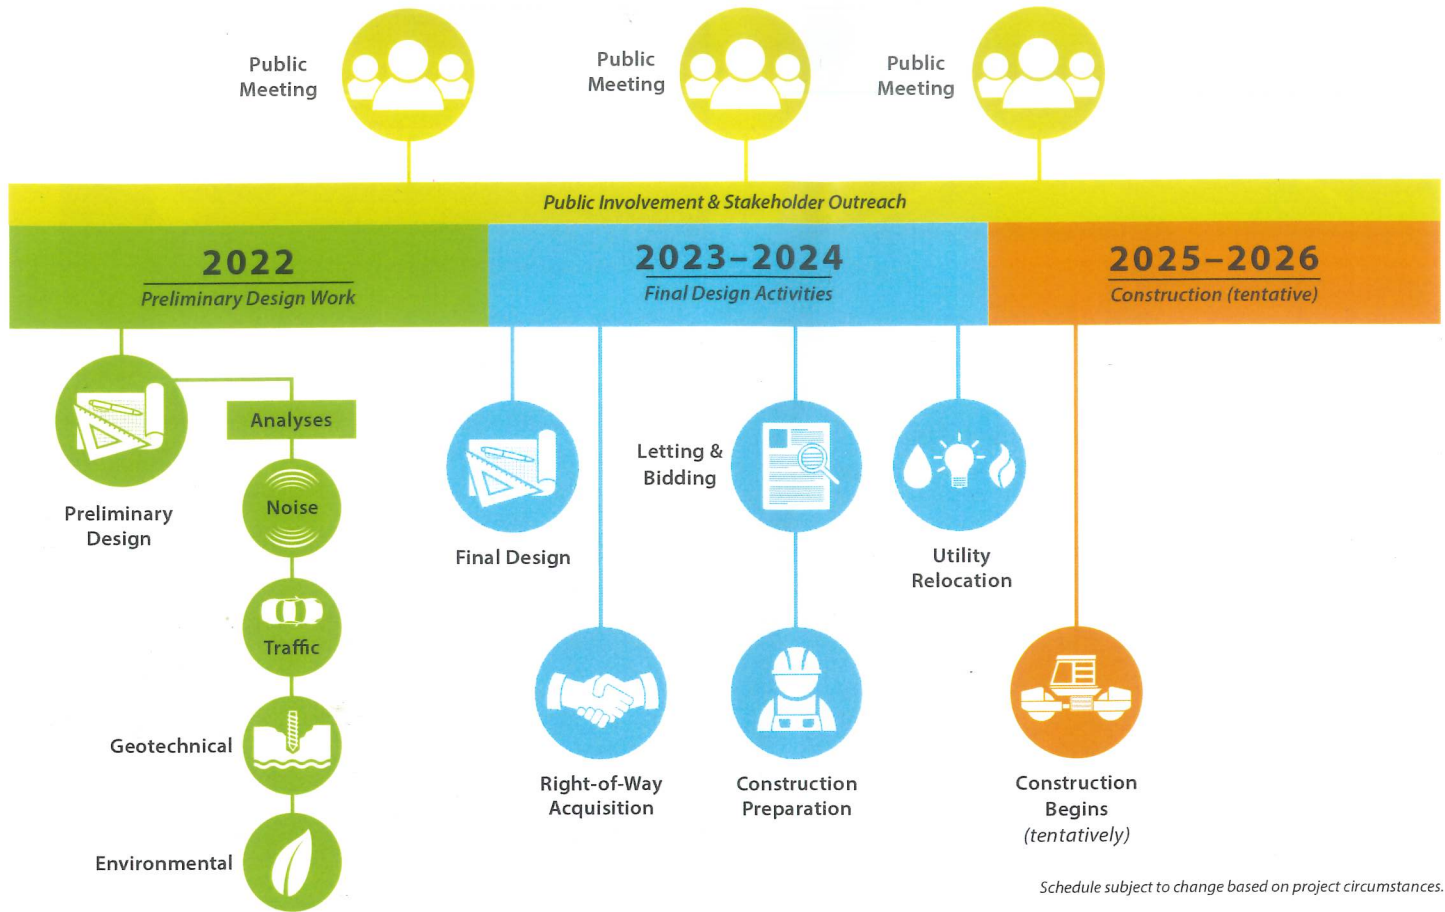 Public
Meeting
Public
Meeting
Public
Meeting
Public Involvement & Stakeholder Outreach
2022
Preliminary Design Work
2023–2024
Final Design Activities
2025–2026
Construction (tentative)
Preliminary
Design
Analyses
Noise
Traffic
Geotechnical
Environmental
Final Design
Right-of-Way
Acquisition
Letting &
Bidding
Construction
Preparation
Utility
Relocation
Construction
Begins
(tentatively)
Schedule subject to change based on project circumstances.